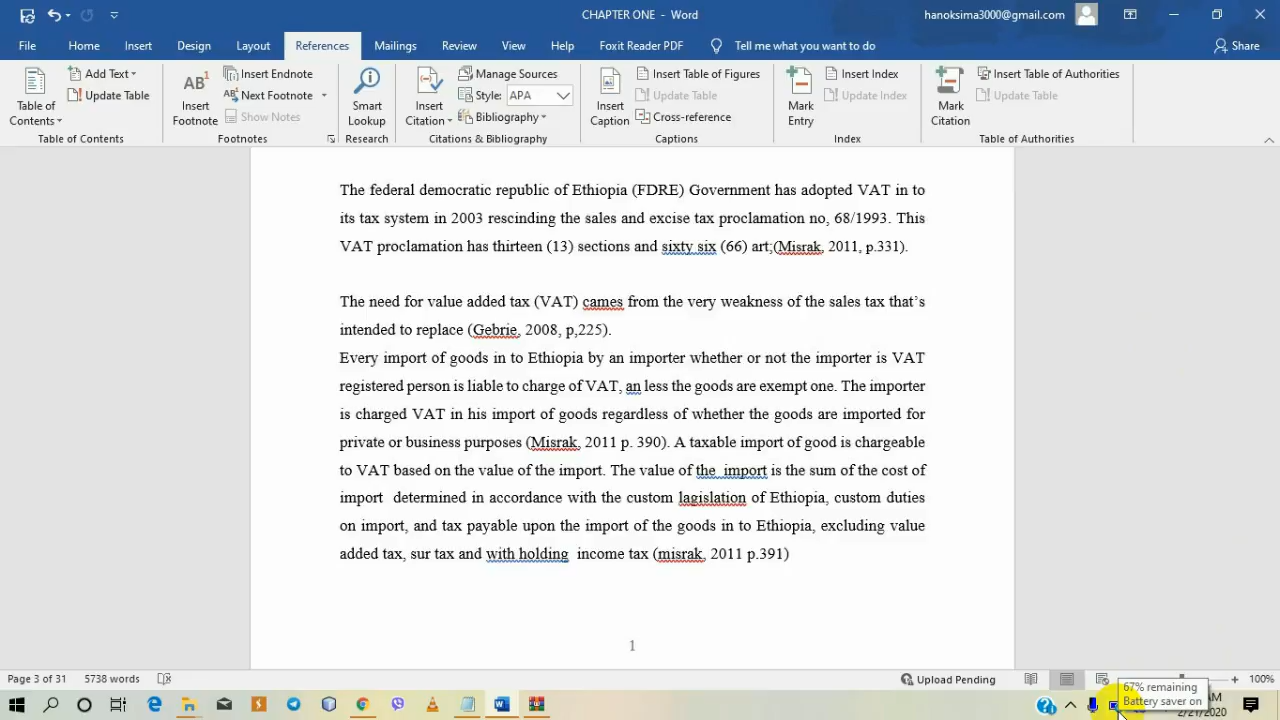 CHAPTER ONE - Word
hanoksima3000@gmail.com
File Home Insert Design Layout References Mailings Review View Help Foxit Reader PDF Tell me what you want to do Share
Table of Contents
Add Text
Update Table
Table of Contents
AB1
Insert Footnote
Insert Endnote
Next Footnote
Show Notes
Footnotes
Smart Lookup
Research
Insert Citation
Manage Sources
Style: APA
Bibliography
Citations & Bibliography
Insert Caption
Insert Table of Figures
Update Table
Cross-reference
Captions
Mark Entry
Insert Index
Update Index
Index
Mark Citation
Insert Table of Authorities
Update Table
Table of Authorities
The federal democratic republic of Ethiopia (FDRE) Government has adopted VAT in to
its tax system in 2003 rescinding the sales and excise tax proclamation no, 68/1993. This
VAT proclamation has thirteen (13) sections and sixty six (66) art;(Misrak, 2011, p.331).
The need for value added tax (VAT) cames from the very weakness of the sales tax that’s
intended to replace (Gebrie, 2008, p,225).
Every import of goods in to Ethiopia by an importer whether or not the importer is VAT
registered person is liable to charge of VAT, an less the goods are exempt one. The importer
is charged VAT in his import of goods regardless of whether the goods are imported for
private or business purposes (Misrak, 2011 p. 390). A taxable import of good is chargeable
to VAT based on the value of the import. The value of the  import is the sum of the cost of
import  determined in accordance with the custom lagislation of Ethiopia, custom duties
on import, and tax payable upon the import of the goods in to Ethiopia, excluding value
added tax, sur tax and with holding  income tax (misrak, 2011 p.391)
1
Page 3 of 31 5738 words Upload Pending 100%
67% remaining
Battery saver on
AM
2/21/2020